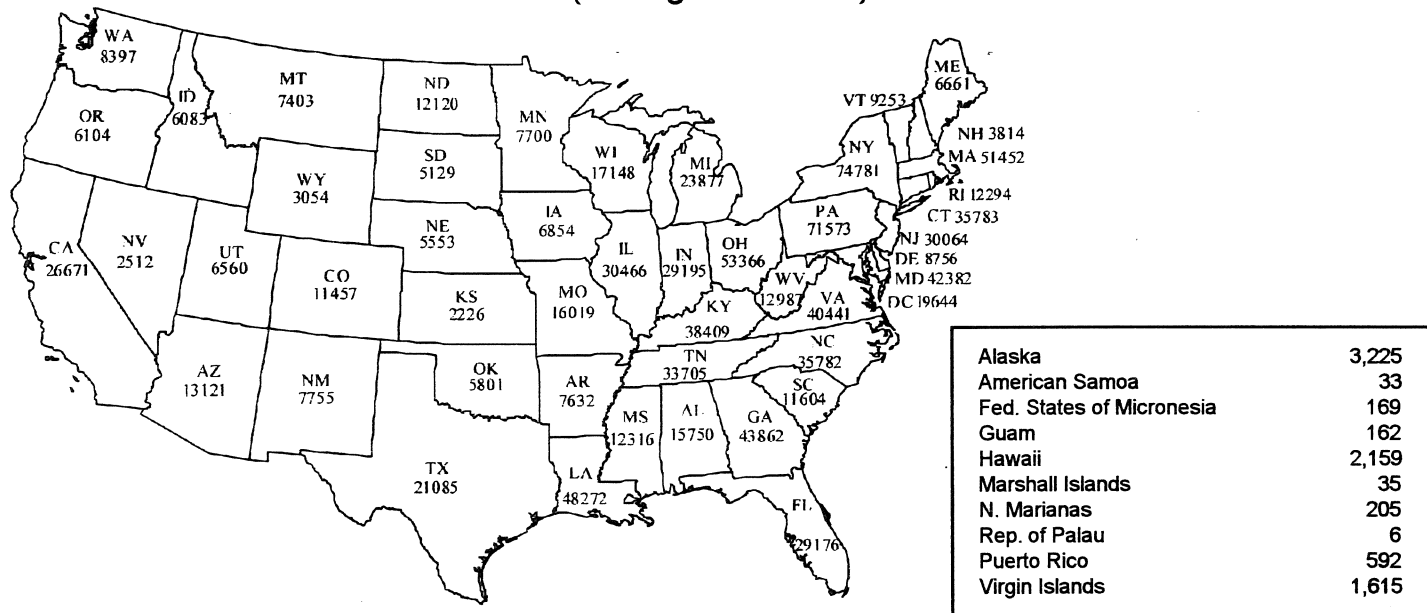 WA
8397
MT
7403
ND
12120
MN
7700
ME
6661
VT 9253
ID
6083
OR
6104
NH 3814
NY
74781
MA 51452
WI
17148
MI
23877
SD
5129
WY
3054
RI 12294
CT 35783
IA
6854
PA
71573
NE
5553
NJ 30064
CA
26671
NV
2512
UT
6560
IL
30466
IN
29195
OH
53366
DE 8756
CO
11457
WV
12987
MD 42382
MO
16019
KS
2226
KY
38409
VA
40441
DC 19644
NC
35782
TN
33705
AZ
13121
NM
7755
OK
5801
AR
7632
SC
11604
MS
12316
AL
15750
GA
43862
TX
21085
LA
48272
FL
29176
Alaska 3,225
American Samoa 33
Fed. States of Micronesia 169
Guam 162
Hawaii 2,159
Marshall Islands 35
N. Marianas 205
Rep. of Palau 6
Puerto Rico 592
Virgin Islands 1,615